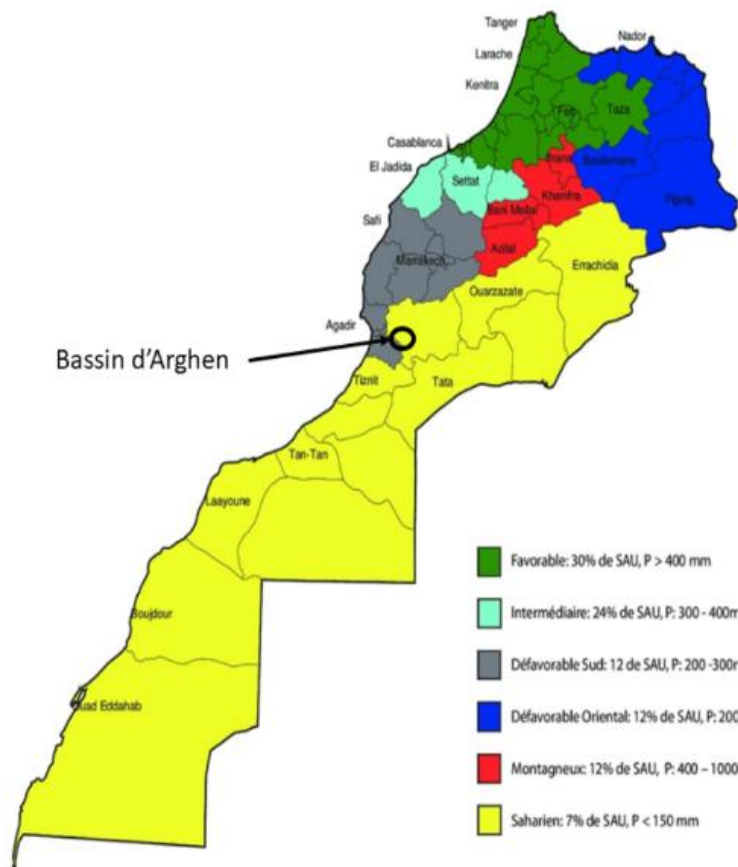 Tanger
Nador
Larache
Kenitra
Fes
Taza
Casablanca
El Jadida
Settat
Ifrane
Boulemane
Khenifra
Figuig
Beni Mellal
Safi
Azilal
Marrakech
Errachidia
Ouarzazate
Agadir
Bassin d'Arghen
Tiznit
Tata
Tan-Tan
Laayoune
Boujdour
uad Eddahab
Favorable: 30% de SAU, P > 400 mm
Intermédiaire: 24% de SAU, P: 300 - 400m
Défavorable Sud: 12 de SAU, P: 200 -300
Défavorable Oriental: 12% de SAU, P: 200
Montagneux: 12% de SAU, P: 400 – 1000
Saharien: 7% de SAU, P < 150 mm